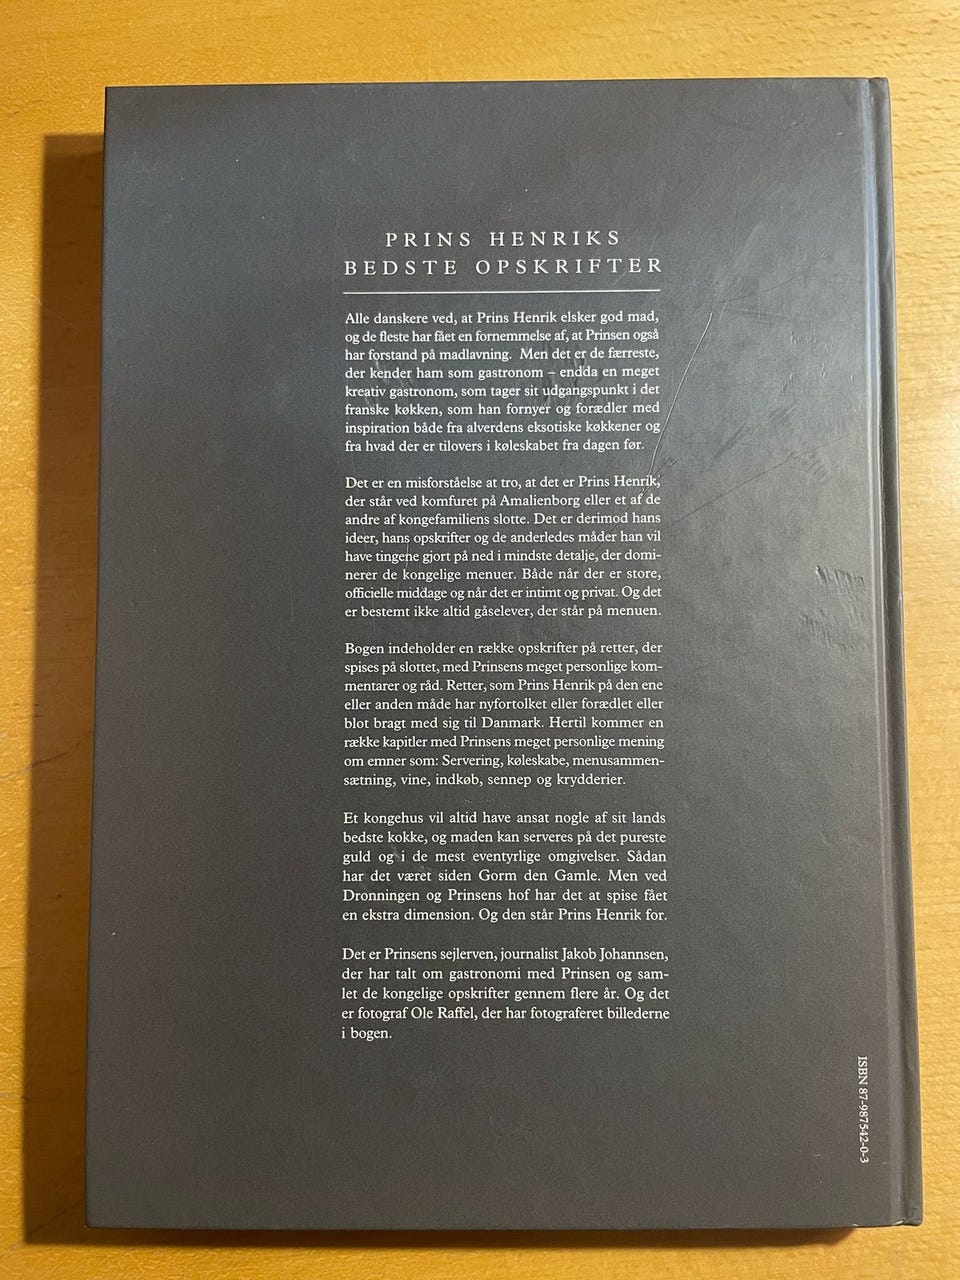 PRINS HENRIKS
BEDSTE OPSKRIFTER
Alle danskere ved, at Prins Henrik elsker god mad,
og de fleste har fået en fornemmelse af, at Prinsen også
har forstand på madlavning. Men det er de færreste,
der kender ham som gastronom – endda en meget
kreativ gastronom, som tager sit udgangspunkt i det
franske køkken, som han fornyer og forædler med
inspiration både fra alverdens eksotiske køkkener og
fra hvad der er tilovers i køleskabet fra dagen før.
Det er en misforståelse at tro, at det er Prins Henrik,
der står ved komfuret på Amalienborg eller et af de
andre af kongefamiliens slotte. Det er derimod hans
ideer, hans opskrifter og de anderledes måder han vil
have tingene gjort på ned i mindste detalje, der domi-
nerer de kongelige menuer. Både når der er store,
officielle middage og når det er intimt og privat. Og det
er bestemt ikke altid gåselever, der står på menuen.
Bogen indeholder en række opskrifter på retter, der
spises på slottet, med Prinsens meget personlige kom-
mentarer og råd. Retter, som Prins Henrik på den ene
eller anden måde har nyfortolket eller forædlet eller
blot bragt med sig til Danmark. Hertil kommer en
række kapitler med Prinsens meget personlige mening
om emner som: Servering, køleskabe, menusammen-
sætning, vine, indkøb, sennep og krydderier.
Et kongehus vil altid have ansat nogle af sit lands
bedste kokke, og maden kan serveres på det pureste
guld og i de mest eventyrlige omgivelser. Sådan
har det været siden Gorm den Gamle. Men ved
Dronningen og Prinsens hof har det at spise fået
en ekstra dimension. Og den står Prins Henrik for.
Det er Prinsens sejlerven, journalist Jakob Johannsen,
der har talt om gastronomi med Prinsen og sam-
let de kongelige opskrifter gennem flere år. Og det
er fotograf Ole Raffel, der har fotograferet billederne
i bogen.
ISBN 87-987542-0-3